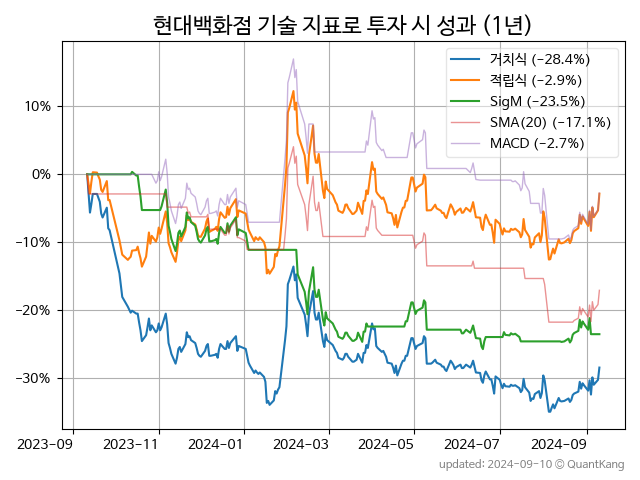 현대백화점 기술 지표로 투자 시 성과 (1년)
거치식 (−28.4%)
적립식 (−2.9%)
SigM (−23.5%)
SMA(20) (−17.1%)
MACD (−2.7%)
10%
0%
−10%
−20%
−30%
2023−09 2023−11 2024−01 2024−03 2024−05 2024−07 2024−09
updated: 2024−09−10 © QuantKang